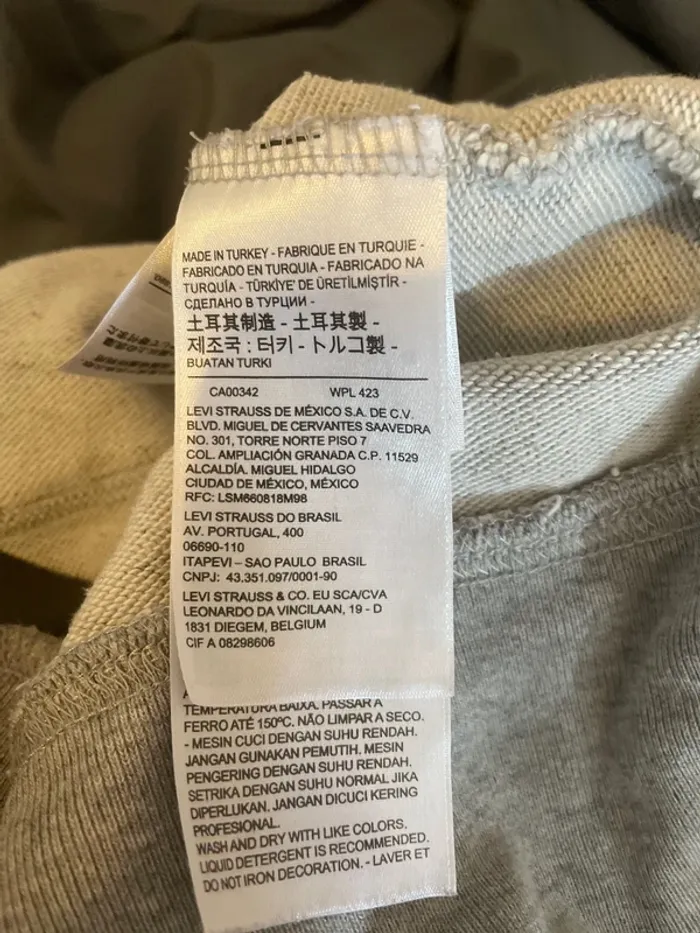 MADE IN TURKEY - FABRIQUE EN TURQUIE -
FABRICADO EN TURQUIA - FABRICADO NA
TURQUÍA - TÜRKİYE' DE ÜRETİLMİŞTİR -
СДЕЛАНО В ТУРЦИИ -
土耳其制造 - 土耳其製 -
제조국 : 터키 - トルコ製 -
BUATAN TURKI
CA00342 WPL 423
LEVI STRAUSS DE MÉXICO S.A. DE C.V.
BLVD. MIGUEL DE CERVANTES SAAVEDRA
NO. 301, TORRE NORTE PISO 7
COL. AMPLIACIÓN GRANADA C.P. 11529
ALCALDÍA. MIGUEL HIDALGO
CIUDAD DE MÉXICO, MÉXICO
RFC: LSM660818M98
LEVI STRAUSS DO BRASIL
AV. PORTUGAL, 400
06690-110
ITAPEVI – SAO PAULO BRASIL
CNPJ: 43.351.097/0001-90
LEVI STRAUSS & CO. EU SCA/CVA
LEONARDO DA VINCILAAN, 19 - D
1831 DIEGEM, BELGIUM
CIF A 08298606
TEMPERATURA BAIXA. PASSAR A
FERRO ATÉ 150ºC. NÃO LIMPAR A SECO.
- MESIN CUCI DENGAN SUHU RENDAH.
JANGAN GUNAKAN PEMUTIH. MESIN
PENGERING DENGAN SUHU RENDAH.
SETRIKA DENGAN SUHU NORMAL JIKA
DIPERLUKAN. JANGAN DICUCI KERING
PROFESIONAL.
WASH AND DRY WITH LIKE COLORS,
LIQUID DETERGENT IS RECOMMENDED.
DO NOT IRON DECORATION. - LAVER ET